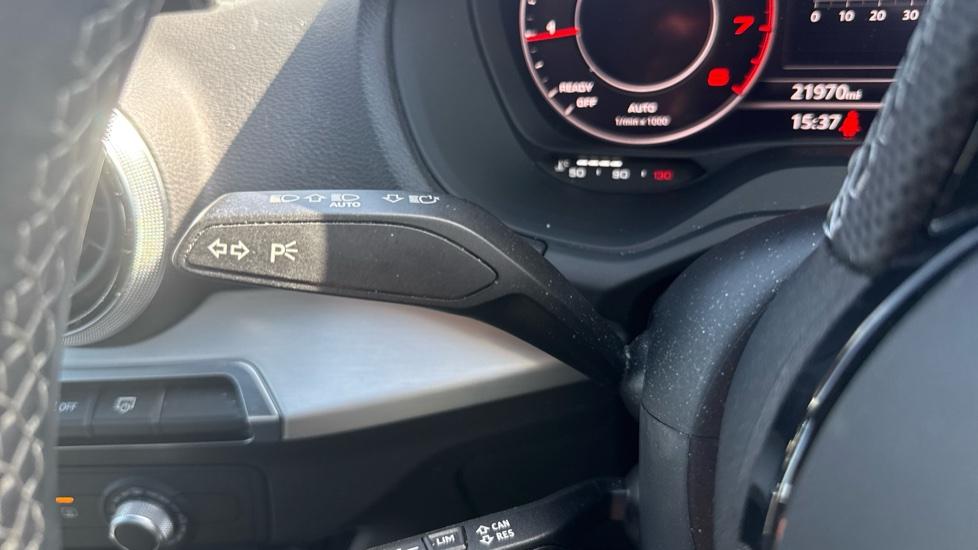 0 10 20 30
4
7
8
READY
OFF
AUTO
1/min x 1000
21970mi
15:37
°C
50 90 130
AUTO
P
OFF
LIM
CAN
RES